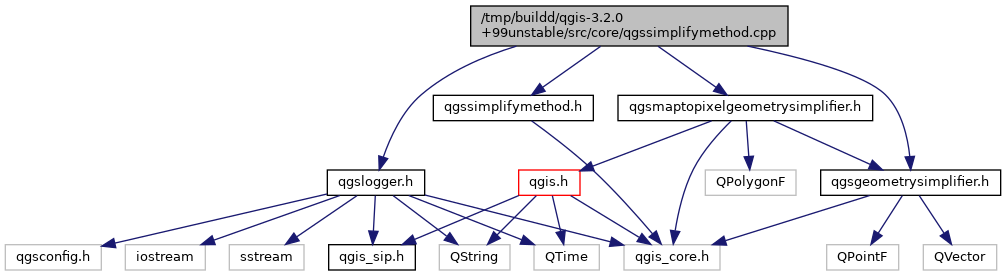 /tmp/buildd/qgis-3.2.0
+99unstable/src/core/qgssimplifymethod.cpp
qgssimplifymethod.h
qgsmaptopixelgeometrysimplifier.h
qgslogger.h
qgis.h
QPolygonF
qgsgeometrysimplifier.h
qgsconfig.h
iostream
sstream
qgis_sip.h
QString
QTime
qgis_core.h
QPointF
QVector